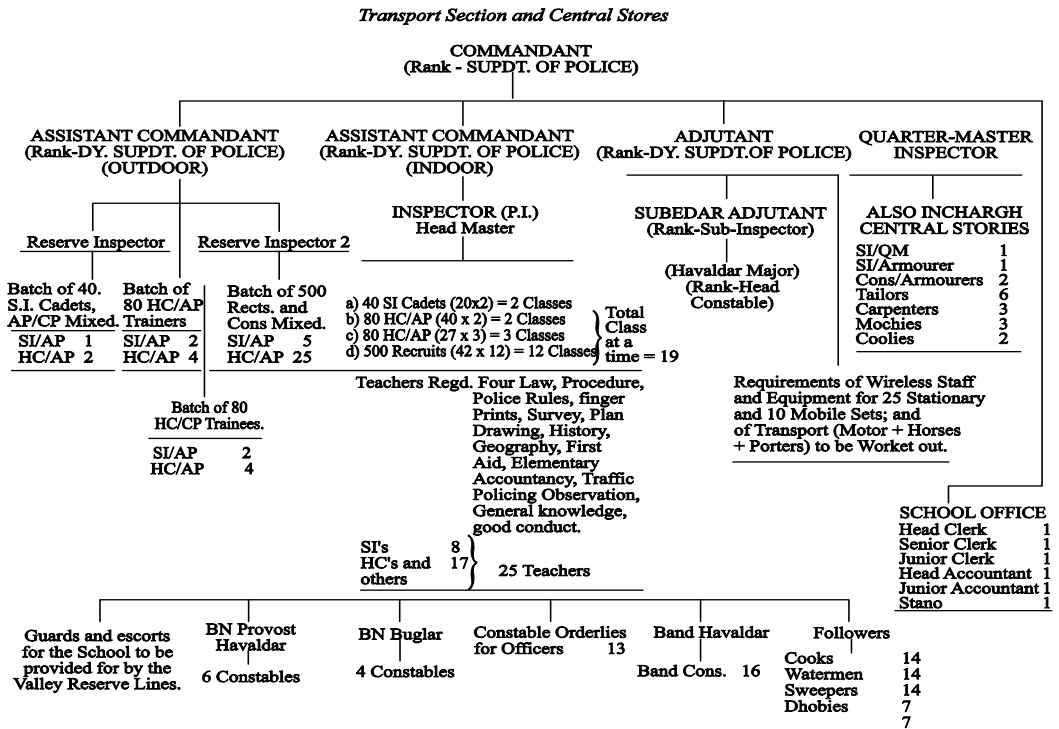 Transport Section and Central Stores
COMMANDANT
(Rank - SUPDT. OF POLICE)
ASSISTANT COMMANDANT
(Rank-DY. SUPDT. OF POLICE)
(OUTDOOR)
ASSISTANT COMMANDANT
(Rank-DY. SUPDT. OF POLICE)
(INDOOR)
ADJUTANT
(Rank-DY. SUPDT.OF POLICE)
QUARTER-MASTER
INSPECTOR
Reserve Inspector
Reserve Inspector 2
INSPECTOR (P.I.)
Head Master
SUBEDAR ADJUTANT
(Rank-Sub-Inspector)
(Havaldar Major)
(Rank-Head
Constable)
ALSO INCHARGH
CENTRAL STORIES
SI/QM 1
SI/Armourer 1
Cons/Armourers 2
Tailors 6
Carpenters 3
Mochies 3
Coolies 2
Batch of 40.
S.I. Cadets,
AP/CP Mixed.
SI/AP 1
HC/AP 2
Batch of
80 HC/AP
Trainers
SI/AP 2
HC/AP 4
Batch of 500
Rects. and
Cons Mixed.
SI/AP 5
HC/AP 25
Batch of 80
HC/CP Trainees.
SI/AP 2
HC/AP 4
a) 40 SI Cadets (20x2) = 2 Classes
b) 80 HC/AP (40 x 2) = 2 Classes
c) 80 HC/AP (27 x 3) = 3 Classes
d) 500 Recruits (42 x 12) = 12 Classes
Total
Class
at a
time = 19
Teachers Regd. Four Law, Procedure,
Police Rules, finger
Prints, Survey, Plan
Drawing, History,
Geography, First
Aid, Elementary
Accountancy, Traffic
Policing Observation,
General knowledge,
good conduct.
SI's 8
HC's and 17
others
25 Teachers
Requirements of Wireless Staff
and Equipment for 25 Stationary
and 10 Mobile Sets; and
of Transport (Motor + Horses
+ Porters) to be Worket out.
SCHOOL OFFICE
Head Clerk 1
Senior Clerk 1
Junior Clerk 1
Head Accountant 1
Junior Accountant 1
Stano 1
Guards and escorts
for the School to be
provided for by the
Valley Reserve Lines.
BN Provost
Havaldar
6 Constables
BN Buglar
4 Constables
Constable Orderlies
for Officers 13
Band Havaldar
Band Cons. 16
Followers
Cooks 14
Watermen 14
Sweepers 14
Dhobies 7
7